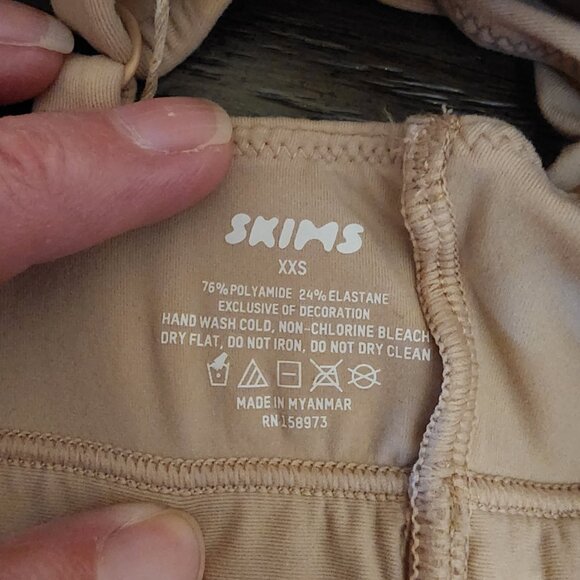 SKIMS
XXS
76% POLYAMIDE 24% ELASTANE
EXCLUSIVE OF DECORATION
HAND WASH COLD, NON-CHLORINE BLEACH
DRY FLAT, DO NOT IRON, DO NOT DRY CLEAN
MADE IN MYANMAR
RN 158973